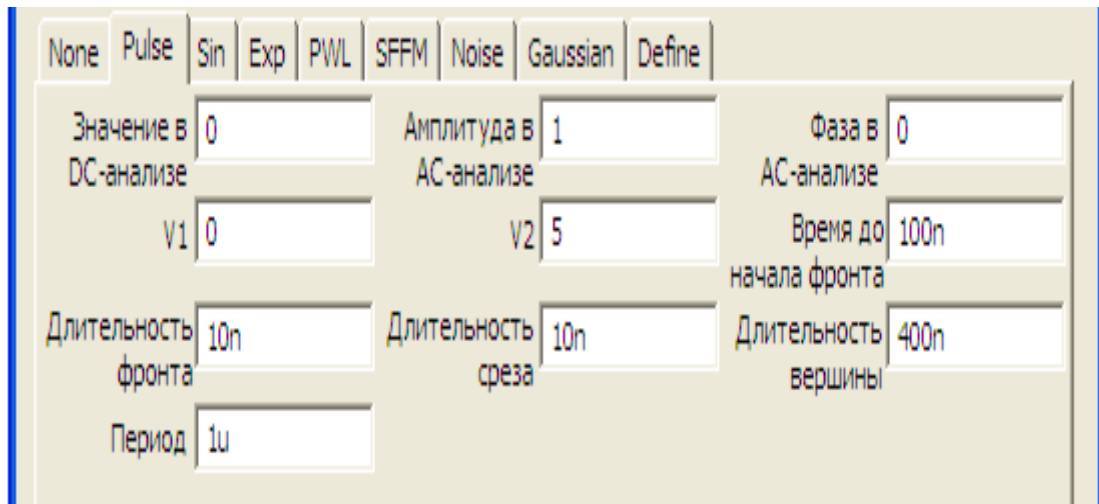 None Pulse Sin Exp PWL SFFM Noise Gaussian Define
Значение в 0 Амплитуда в 1 Фаза в 0
DC-анализе АС-анализе АС-анализе
V1 0 V2 5 Время до 100n
начала фронта
Длительность 10n Длительность 10n Длительность 400n
фронта среза вершины
Период 1u